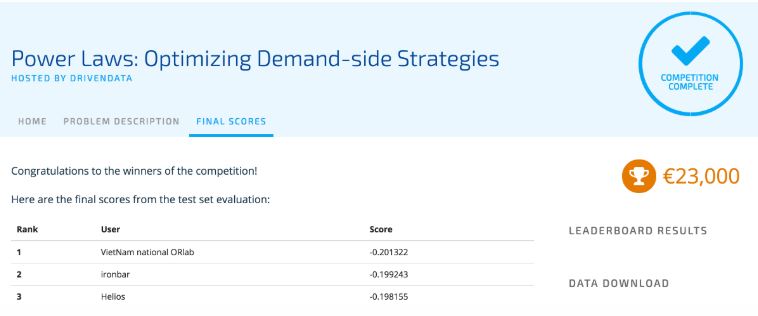 Power Laws: Optimizing Demand-side Strategies
HOSTED BY DRIVENDATA
COMPETITION
COMPLETE
HOME PROBLEM DESCRIPTION FINAL SCORES
Congratulations to the winners of the competition!
€23,000
Here are the final scores from the test set evaluation:
Rank User Score
LEADERBOARD RESULTS
1 VietNam national ORlab -0.201322
2 ironbar -0.199243
DATA DOWNLOAD
3 Helios -0.198155